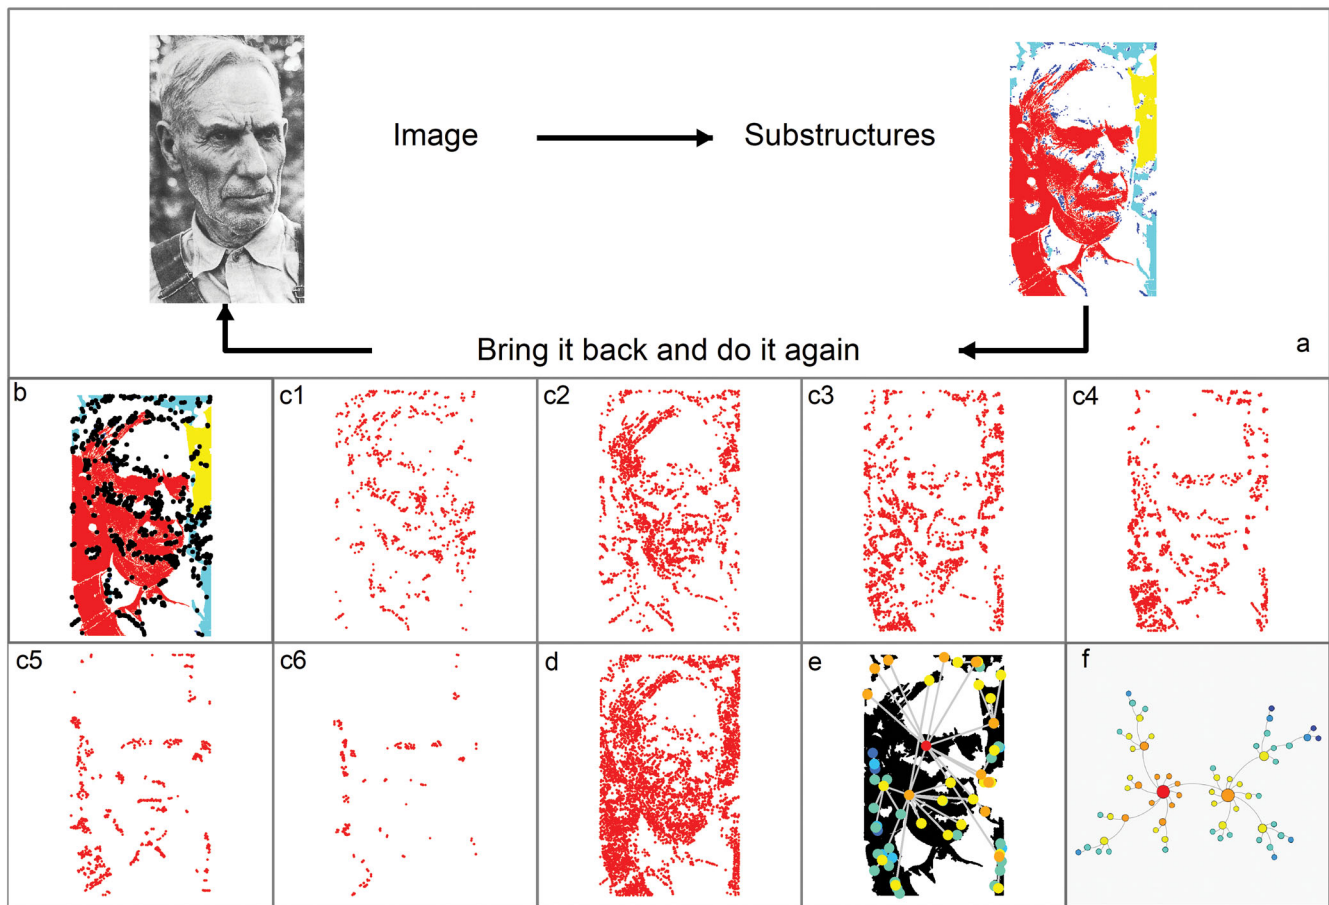 Image
Substructures
Bring it back and do it again
a
b
c1
c2
c3
c4
c5
c6
d
e
f